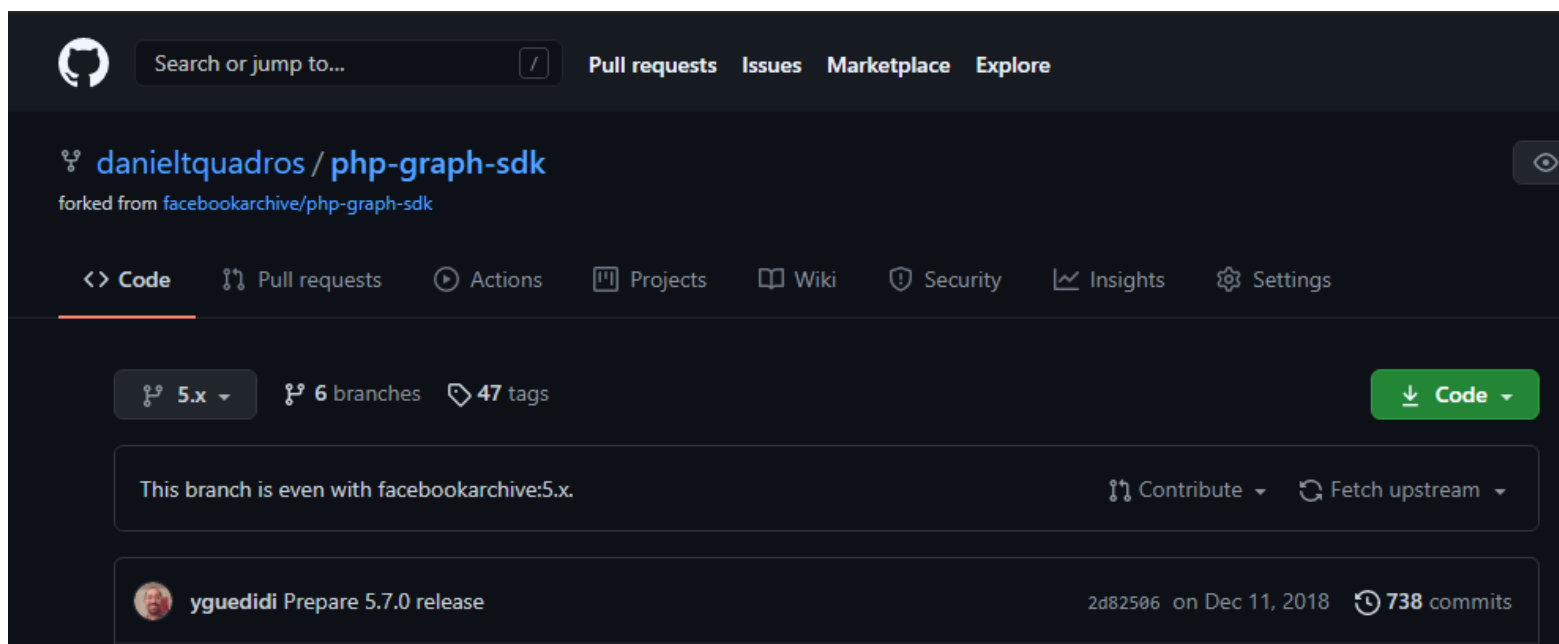 Search or jump to... / Pull requests Issues Marketplace Explore
danieltquadros / php-graph-sdk
forked from facebookarchive/php-graph-sdk
<> Code Pull requests Actions Projects Wiki Security Insights Settings
5.x 6 branches 47 tags Code
This branch is even with facebookarchive:5.x. Contribute Fetch upstream
yguedidi Prepare 5.7.0 release 2d82506 on Dec 11, 2018 738 commits